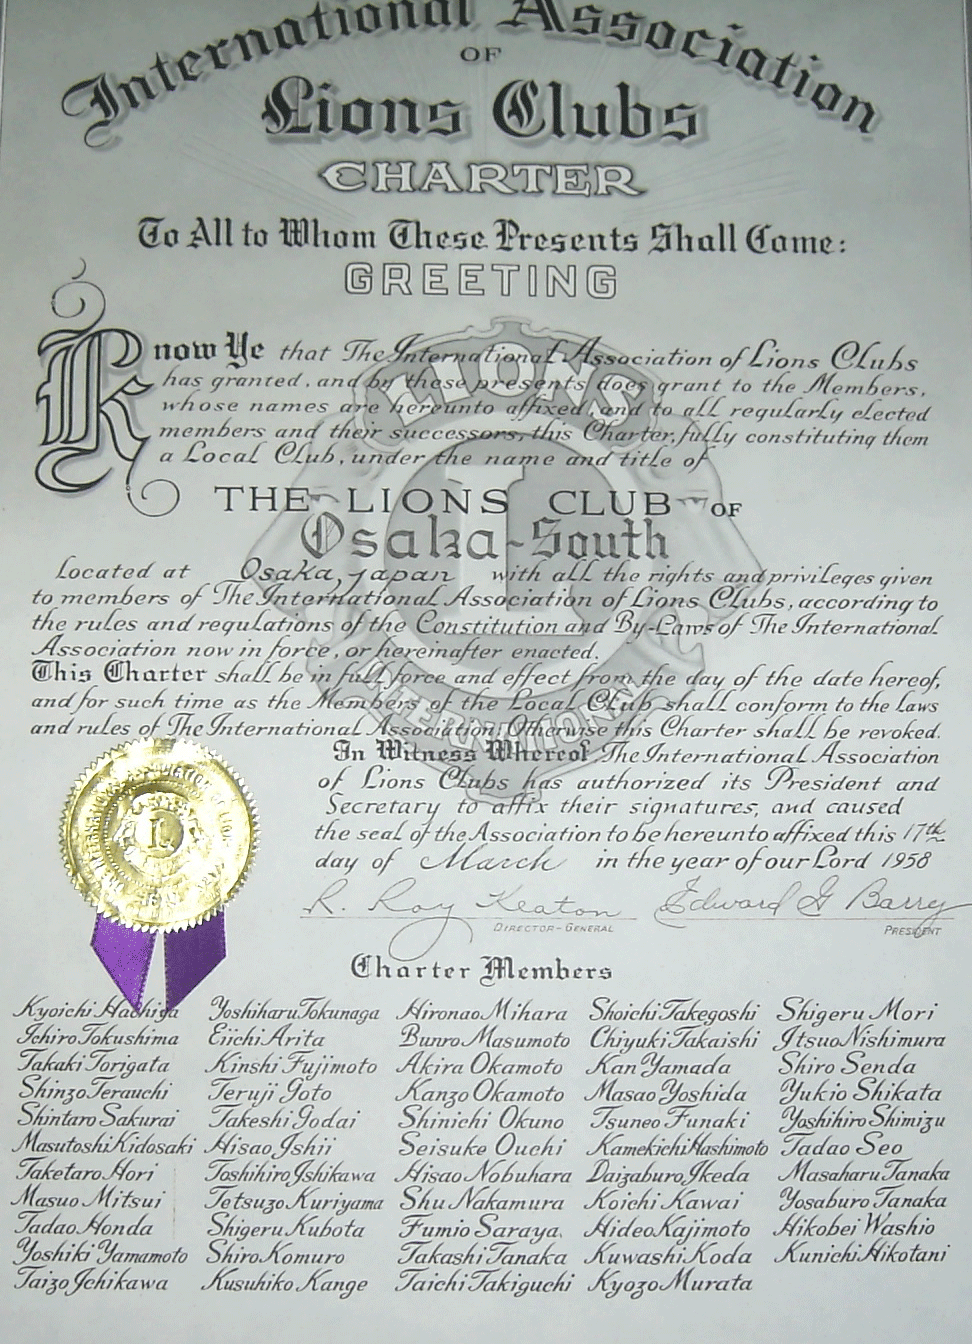 International Association
OF
Lions Clubs
CHARTER
To All to Whom These Presents Shall Come:
GREETING
Know Ye that The International Association of Lions Clubs
has granted, and by these presents does grant to the Members,
whose names are hereunto affixed, and to all regularly elected
members and their successors, this Charter, fully constituting them
a Local Club, under the name and title of
LIONS
THE LIONS CLUB OF
Osaka-South
L
Located at Osaka, Japan with all the rights and privileges given
to members of The International Association of Lions Clubs, according to
the rules and regulations of the Constitution and By-Laws of The International
Association now in force, or hereinafter enacted.
This Charter shall be in full force and effect from the day of the date hereof,
and for such time as the Members of the Local Club shall conform to the laws
and rules of The International Association. Otherwise this Charter shall be revoked.
INTERNATIONAL
In Witness Whereof, The International Association
of Lions Clubs has authorized its President and
Secretary to affix their signatures, and caused
the seal of the Association to be hereunto affixed this 17th
day of March in the year of our Lord 1958
L
R. Roy Keaton Edward G Barry
DIRECTOR-GENERAL PRESIDENT
Charter Members
Kyoichi Hachiga Yoshiharu Tokunaga Hironao Mihara Shoichi Takegoshi Shigeru Mori
Ichiro Tokushima Eiichi Arita Bunro Masumoto Chiyuki Takaishi Itsuo Nishimura
Takaki Torigata Kinshi Fujimoto Akira Okamoto Kan Yamada Shiro Senda
Shinzo Terauchi Teruji Goto Kanzo Okamoto Masao Yoshida Yukio Shikata
Shintaro Sakurai Takeshi Godai Shinichi Okuno Tsuneo Funaki Yoshihiro Shimizu
Masutoshi Kidosaki Hisao Ishii Seisuke Ouchi Kamekichi Hashimoto Tadao Seo
Taketaro Hori Toshihiro Ishikawa Hisao Nobuhara Daizaburo Ikeda Masaharu Tanaka
Masuo Mitsui Tetsuzo Kuriyama Shu Nakamura Koichi Kawai Yosaburo Tanaka
Tadao Honda Shigeru Kubota Fumio Saraya. Hideo Kajimoto Hikobei Washio
Yoshiki Yamamoto Shiro Komuro Takashi Tanaka Kuwashi Koda Kunichi Hikotani
Taizo Ichikawa Kusuhiko Kange Taichi Takiguchi Kyozo Murata